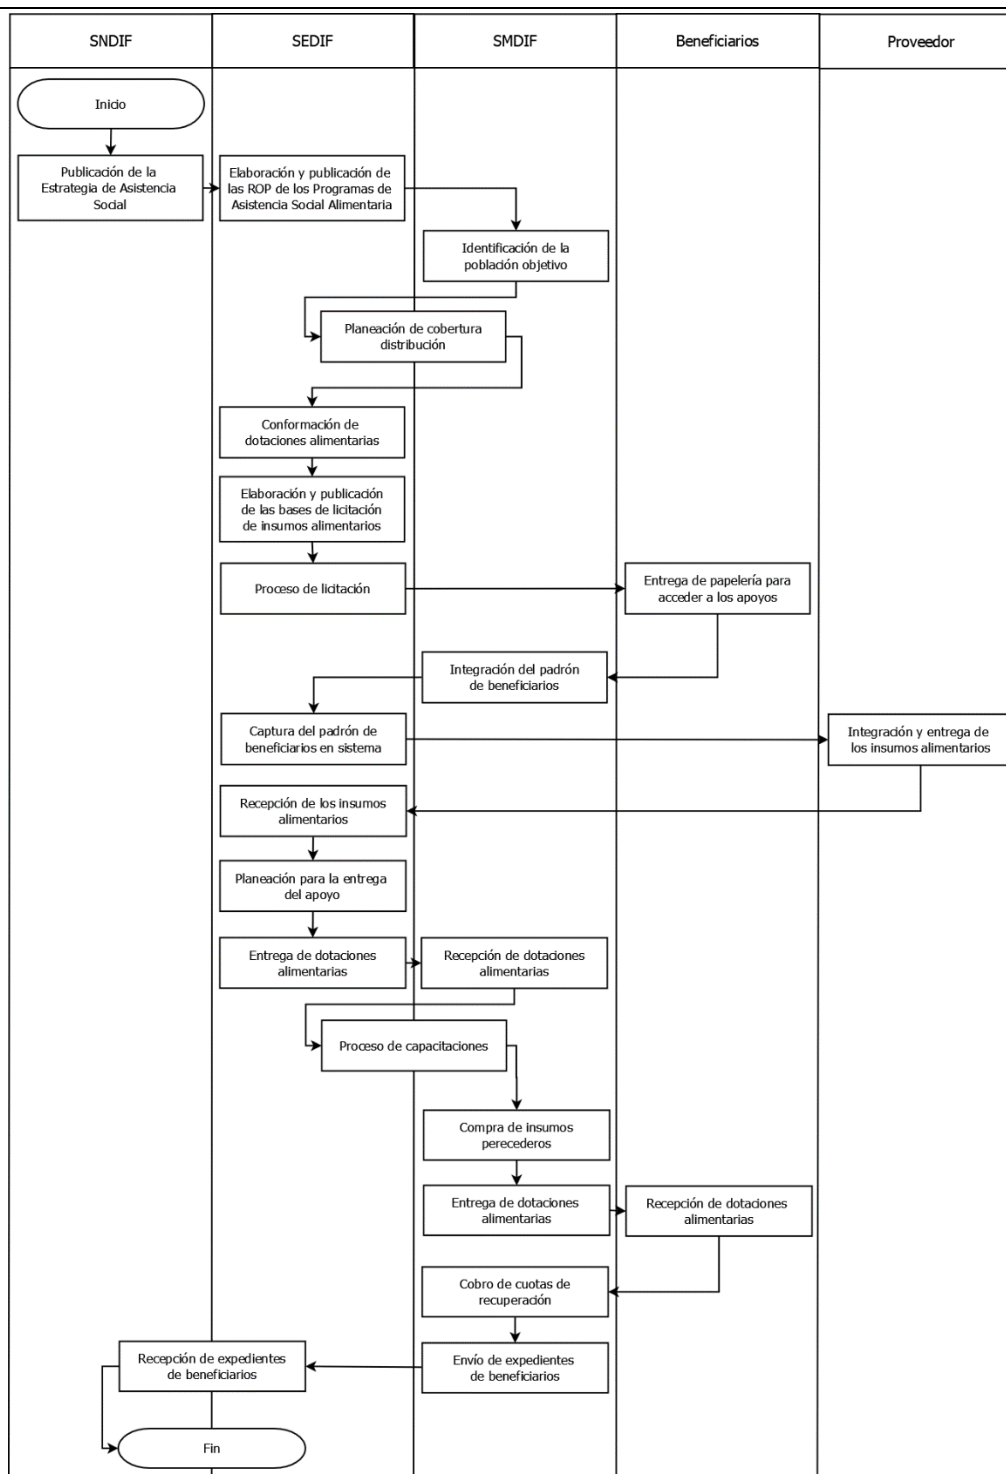 SNDIF
SEDIF
SMDIF
Beneficiarios
Proveedor
Inicio
Publicación de la
Estrategia de Asistencia
Social
Elaboración y publicación de
las ROP de los Programas de
Asistencia Social Alimentaria
Identificación de la
población objetivo
Planeación de cobertura
distribución
Conformación de
dotaciones alimentarias
Elaboración y publicación
de las bases de licitación
de insumos alimentarios
Proceso de licitación
Entrega de papelería para
acceder a los apoyos
Integración del padrón
de beneficiarios
Captura del padrón de
beneficiarios en sistema
Integración y entrega de
los insumos alimentarios
Recepción de los insumos
alimentarios
Planeación para la entrega
del apoyo
Entrega de dotaciones
alimentarias
Recepción de dotaciones
alimentarias
Proceso de capacitaciones
Compra de insumos
perecederos
Entrega de dotaciones
alimentarias
Recepción de dotaciones
alimentarias
Cobro de cuotas de
recuperación
Envío de expedientes
de beneficiarios
Recepción de expedientes
de beneficiarios
Fin